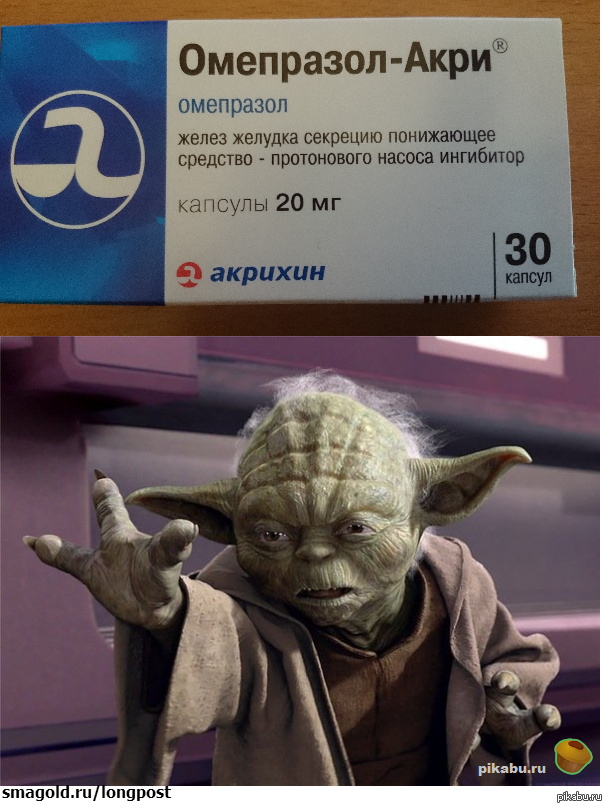 Омепразол-Акри®
омепразол
желез желудка секрецию понижающее
средство - протонового насоса ингибитор
капсулы 20 мг
30
капсул
акрихин
pikabu.ru
smagold.ru/longpost
pikabu.ru